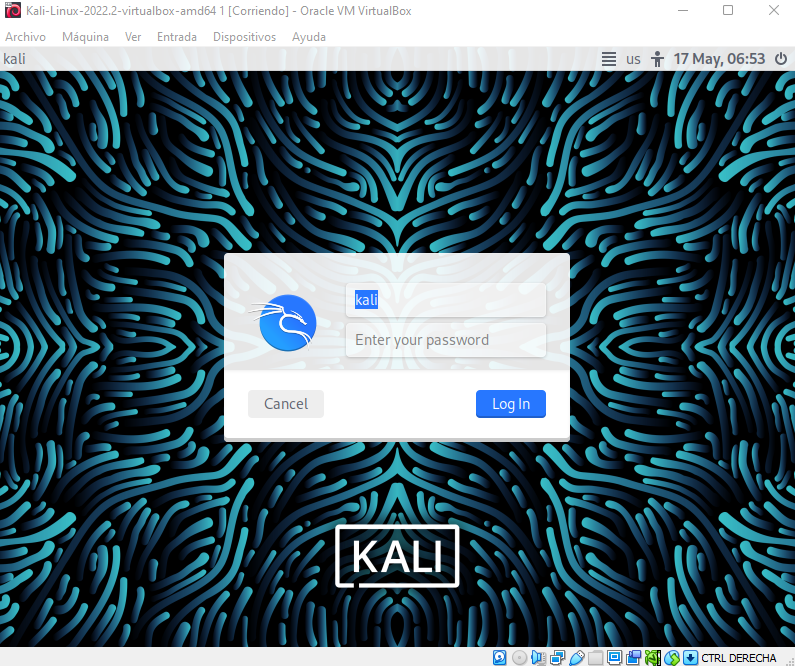 Kali-Linux-2022.2-virtualbox-amd64 1 [Corriendo] - Oracle VM VirtualBox
Archivo Máquina Ver Entrada Dispositivos Ayuda
kali us 17 May, 06:53
kali
Enter your password
Cancel Log In
KALI
CTRL DERECHA